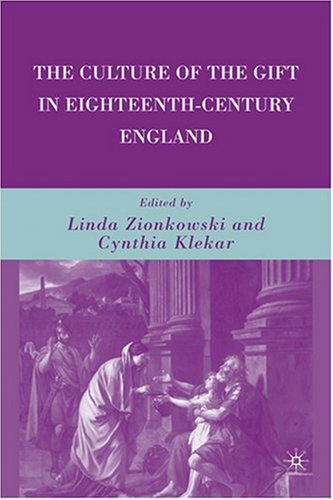 THE CULTURE OF THE GIFT
IN EIGHTEENTH-CENTURY
ENGLAND
Edited by
Linda Zionkowski and
Cynthia Klekar